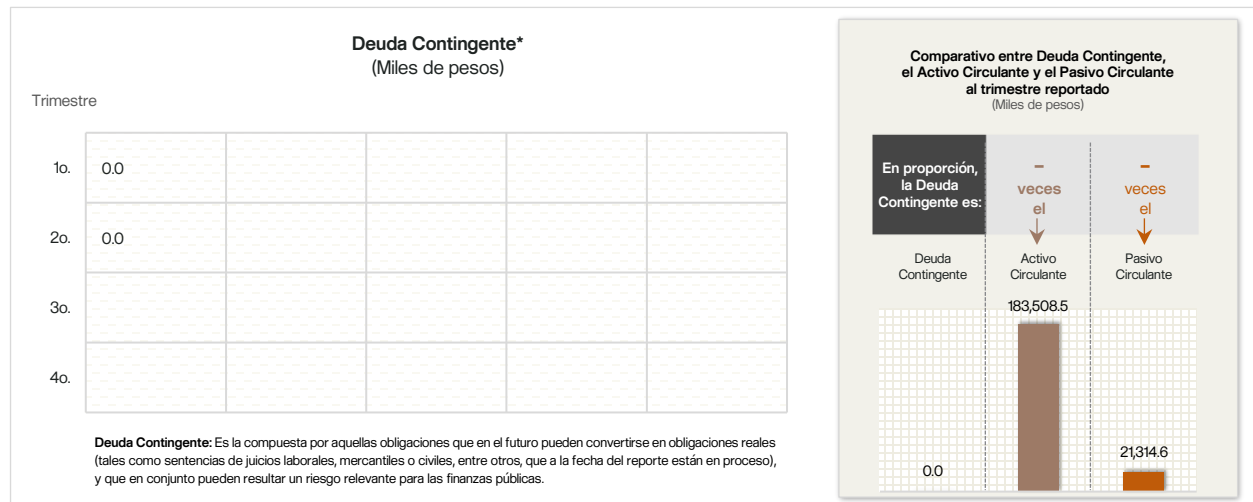 Deuda Contingente*
(Miles de pesos)
Trimestre
1o. 0.0
2o. 0.0
3o.
4o.
Deuda Contingente: Es la compuesta por aquellas obligaciones que en el futuro pueden convertirse en obligaciones reales
(tales como sentencias de juicios laborales, mercantiles o civiles, entre otros, que a la fecha del reporte están en proceso),
y que en conjunto pueden resultar un riesgo relevante para las finanzas públicas.
Comparativo entre Deuda Contingente,
el Activo Circulante y el Pasivo Circulante
al trimestre reportado
(Miles de pesos)
En proporción,
la Deuda
Contingente es:
–
veces
el
–
veces
el
Deuda
Contingente
Activo
Circulante
Pasivo
Circulante
183,508.5
21,314.6
0.0